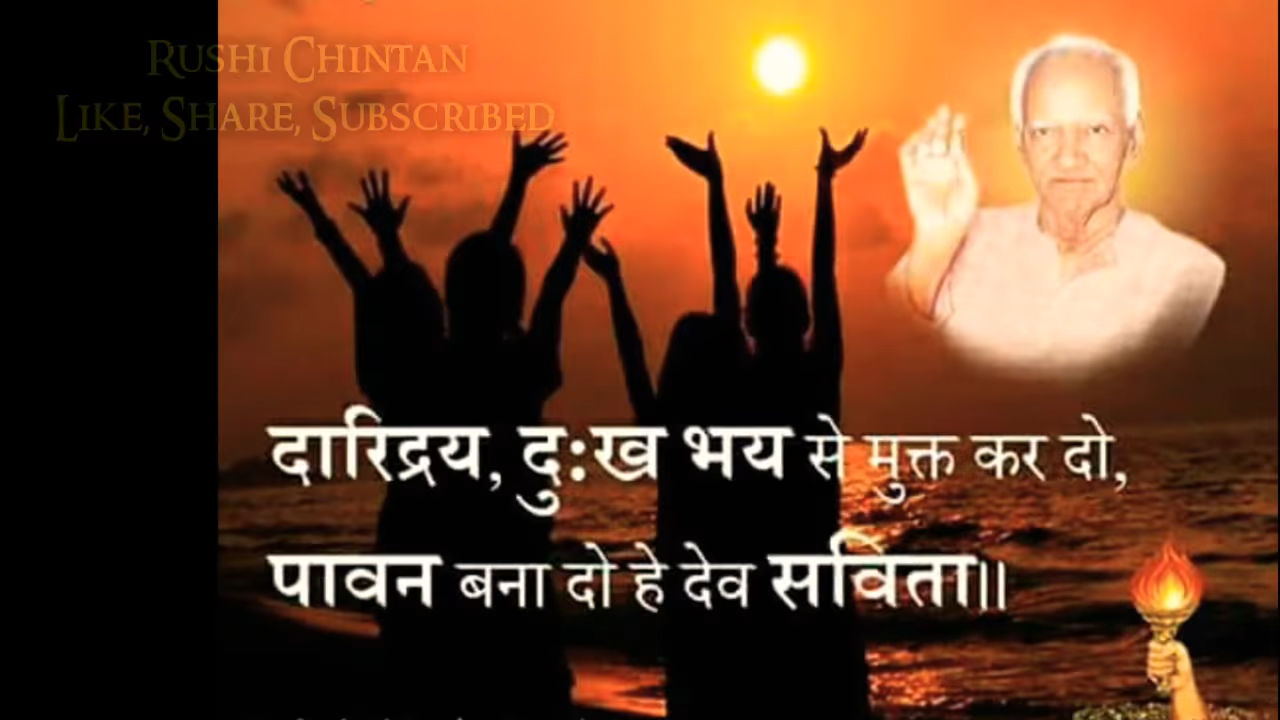 Rushi Chintan
Like, Share, Subscribed
दारिद्रय, दुःख भय से मुक्त कर दो,
पावन बना दो हे देव सविता॥